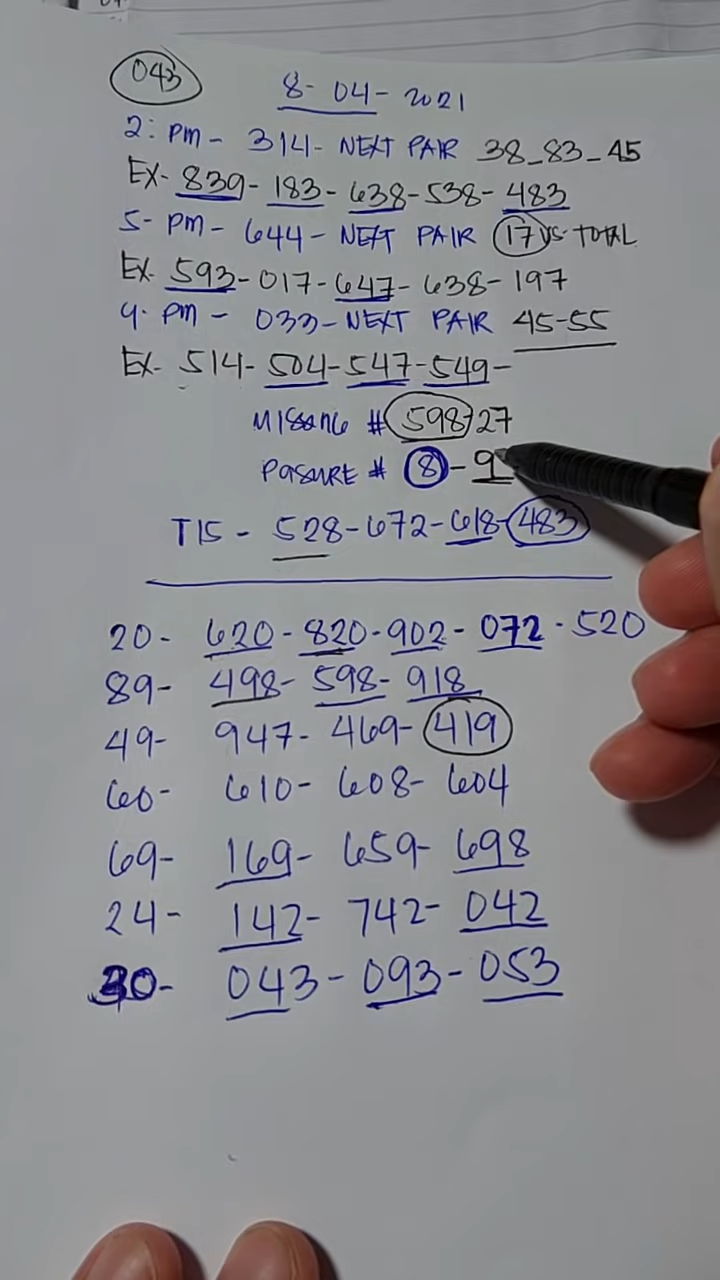 043
8-04-2021
2:PM- 314- NEXT PAIR 38_83_45
EX- 839-183-638-538-483
5-PM- 644- NEXT PAIR 17 VS TOTAL
EX. 593-017-647-638-197
9.PM- 033-NEXT PAIR 45-55
EX- 514-504-547-549-
MISSING # 598/27
PASURE # 8-9
TIS- 528-672-618-483
20- 620-820-902-072-520
89- 498-598-918
49- 947-469-419
60- 610-608-604
69- 169-659-698
24- 142-742-042
30- 043-093-053